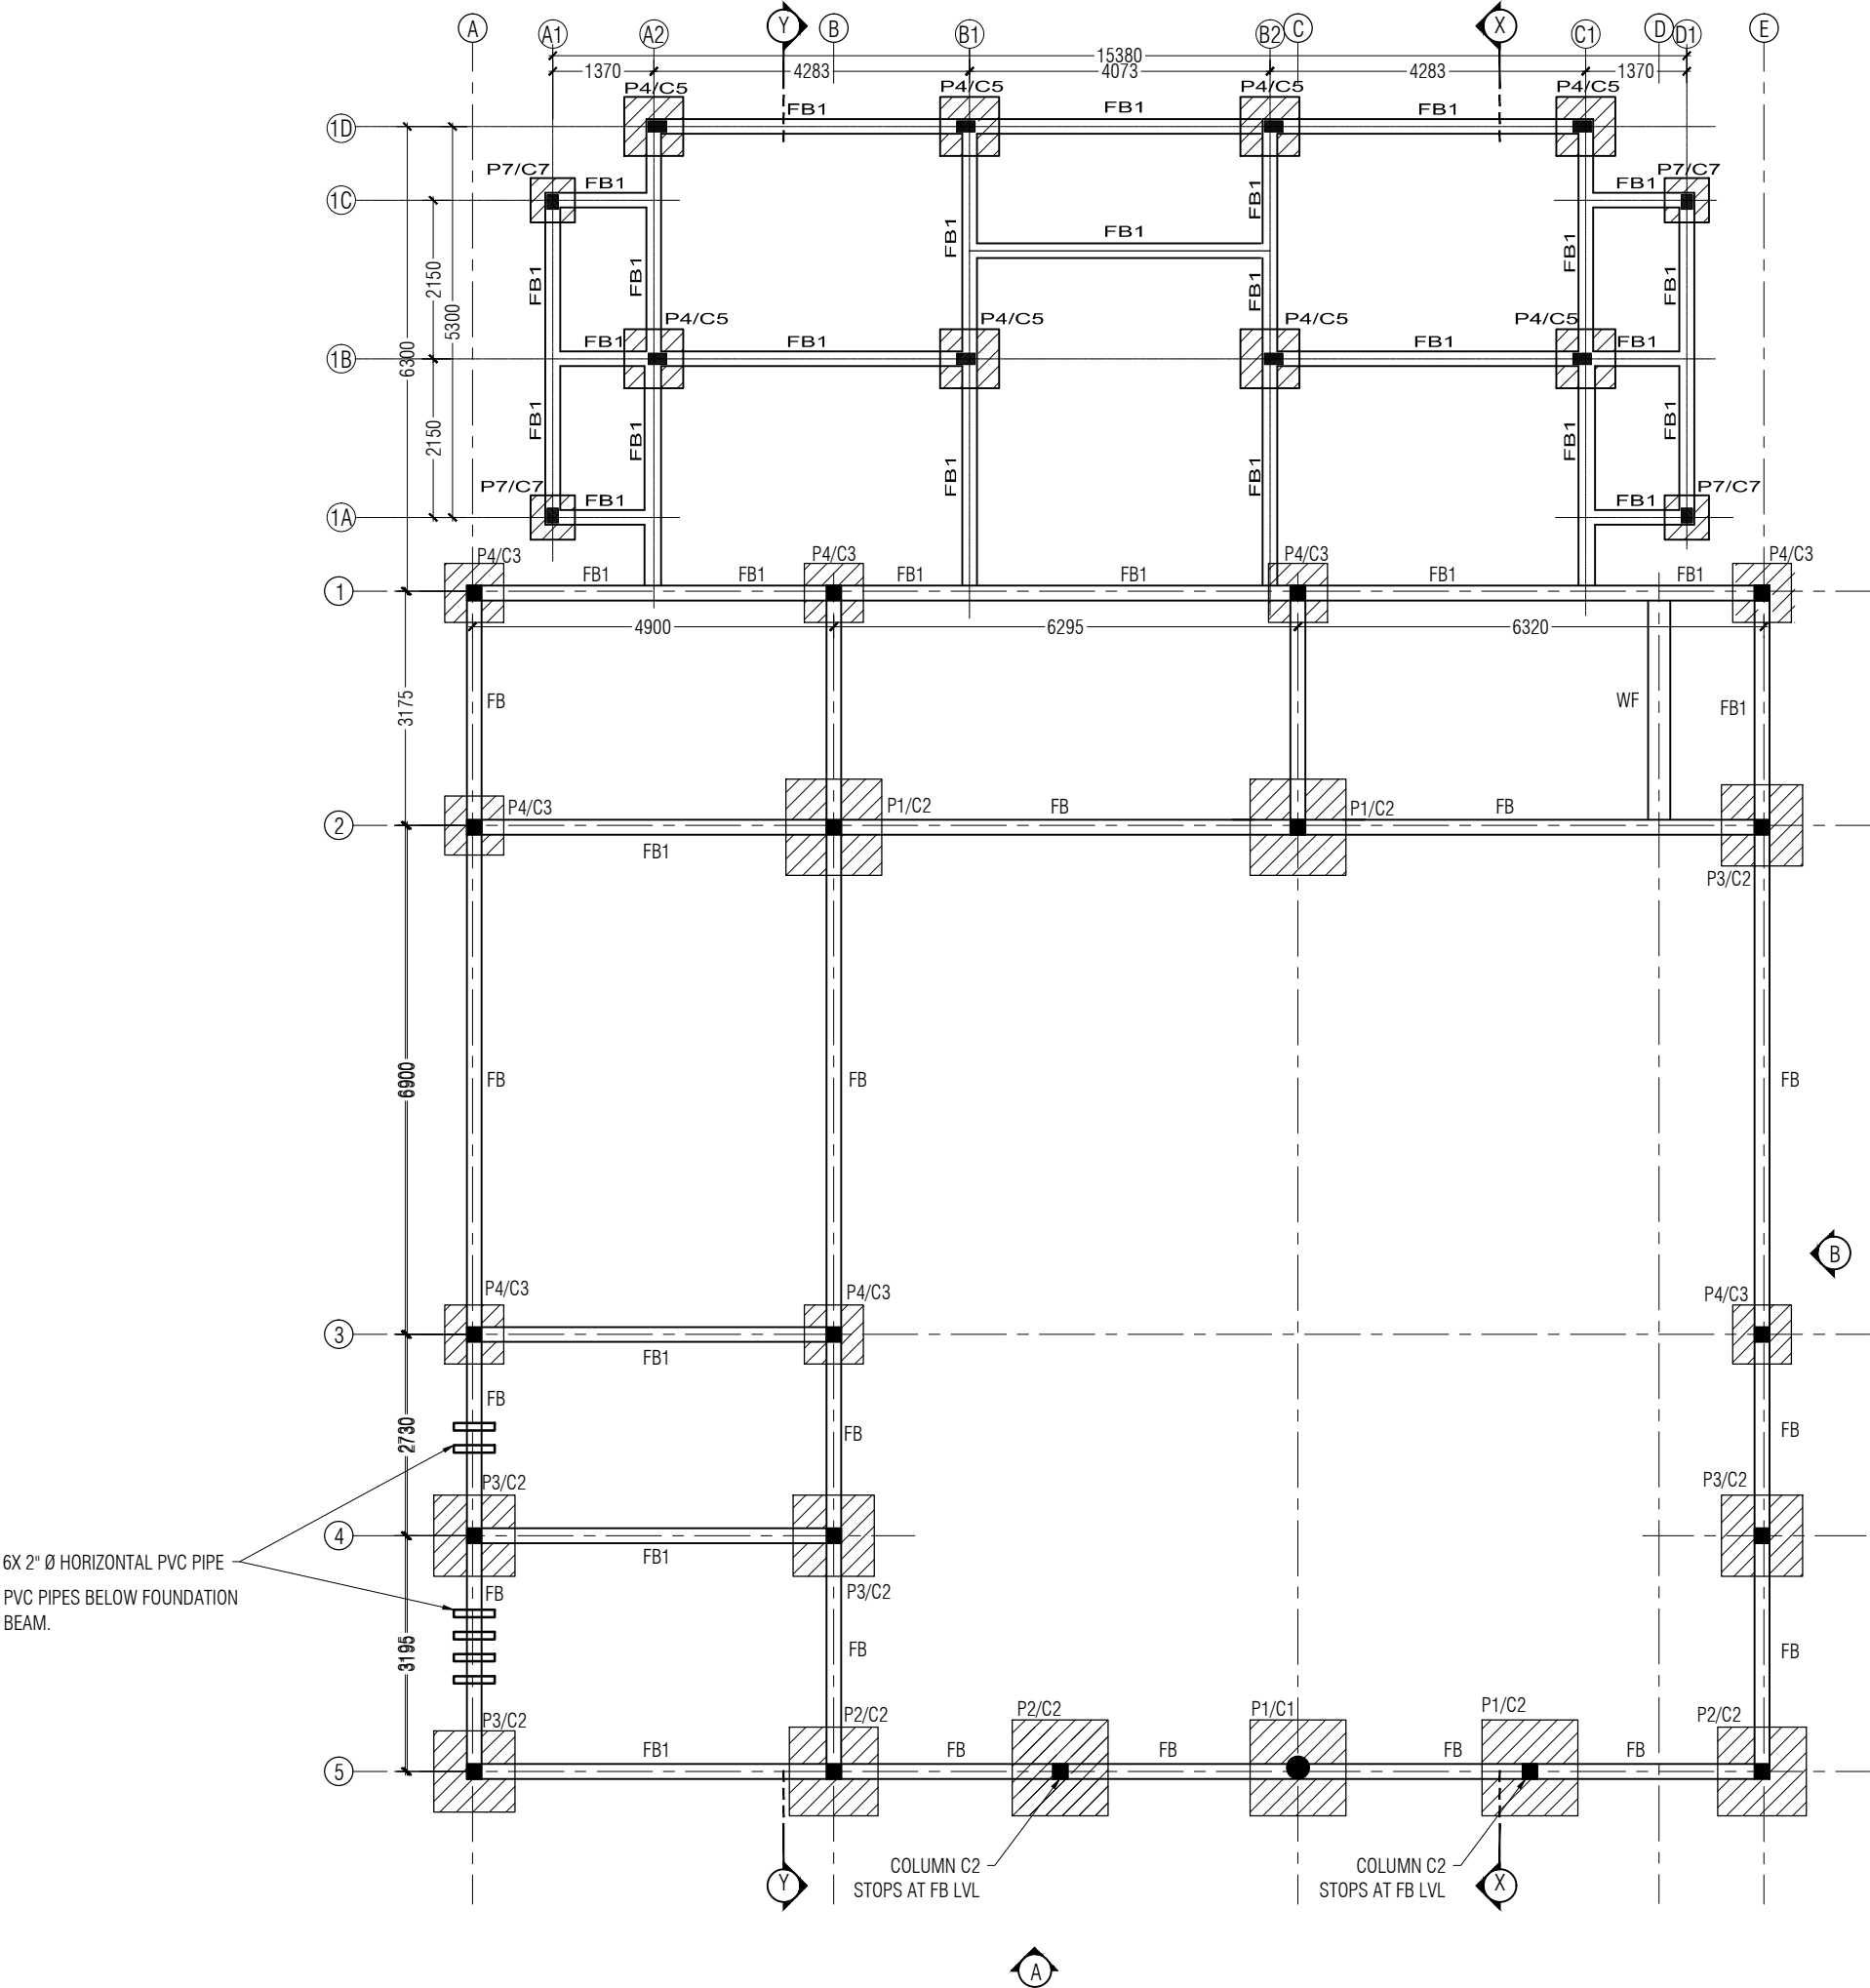 A A1 A2 Y B B1 B2 C X C1 D D1 E
15380
1370 4283 4073 4283 1370
P4/C5 P4/C5 P4/C5 P4/C5
FB1 FB1 FB1
1D
P7/C7 FB1 FB1 P7/C7
1C
FB1 FB1 FB1
FB1
FB1 FB1 FB1 FB1 FB1
2150 5300 6300
P4/C5 P4/C5 P4/C5 P4/C5
1B
FB1 FB1 FB1 FB1
FB1 FB1 FB1 FB1
2150
FB1 FB1
P7/C7 FB1 FB1 P7/C7
1A
P4/C3 P4/C3 P4/C3 P4/C3
FB1 FB1 FB1 FB1 FB1 FB1
1
4900 6295 6320
3175 FB WF FB1
P4/C3 P1/C2 FB P1/C2 FB
2
FB1 P3/C2
6900 FB FB FB
P4/C3 P4/C3 P4/C3
3
FB1
FB
2730 FB FB
P3/C2 P3/C2
4
FB1
6X 2" Ø HORIZONTAL PVC PIPE
PVC PIPES BELOW FOUNDATION
BEAM.
FB P3/C2
3195 FB FB
P3/C2 P2/C2 P2/C2 P1/C1 P1/C2 P2/C2
FB1 FB FB FB FB
5
COLUMN C2
STOPS AT FB LVL
COLUMN C2
STOPS AT FB LVL
Y X
B
A